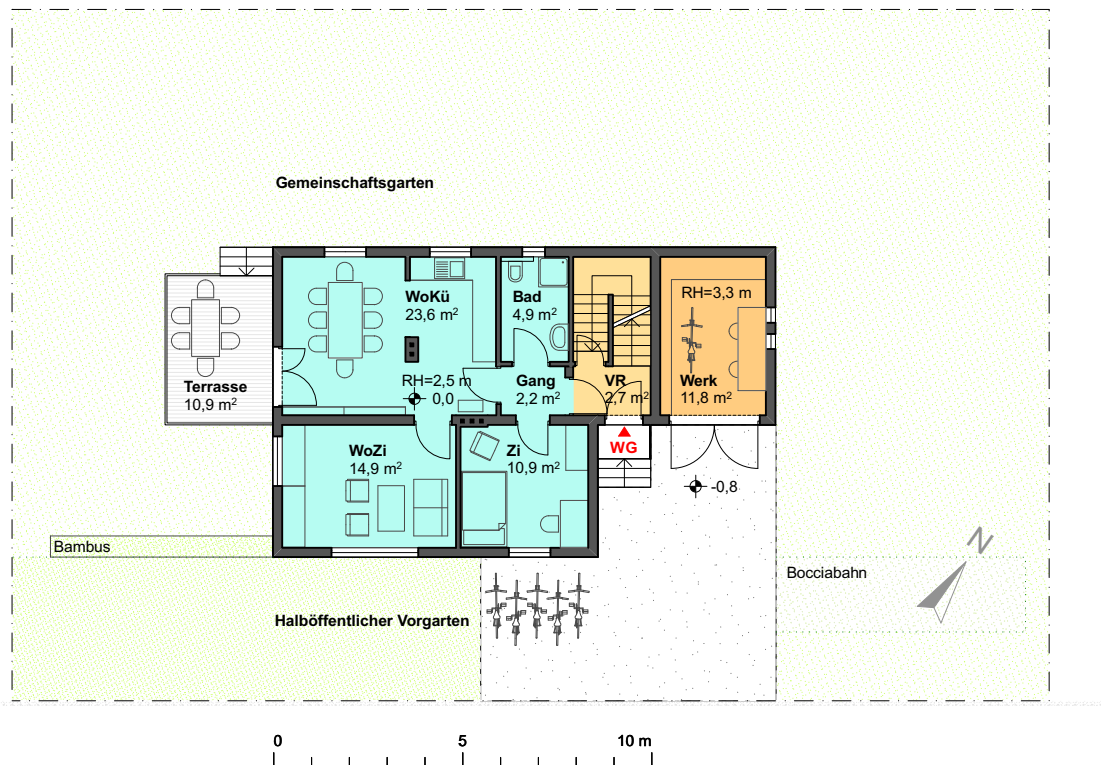 Gemeinschaftsgarten
RH=3,3 m
WoKü
23,6 m²
Bad
4,9 m²
Terrasse
10,9 m²
RH=2,5 m
0,0
Gang
2,2 m²
VR
2,7 m²
Werk
11,8 m²
WoZi
14,9 m²
Zi
10,9 m²
WG
-0,8
Bambus
N
Bocciabahn
Halböffentlicher Vorgarten
0 5 10 m